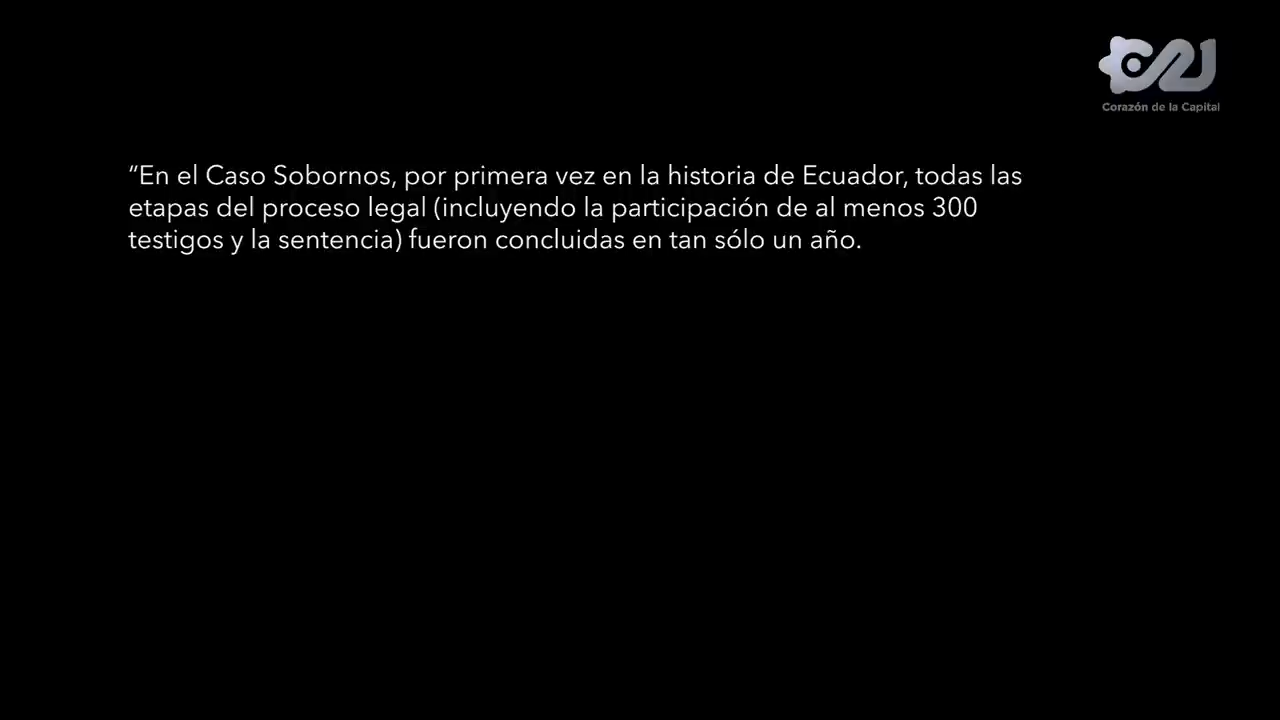 C21
Corazón de la Capital
“En el Caso Sobornos, por primera vez en la historia de Ecuador, todas las
etapas del proceso legal (incluyendo la participación de al menos 300
testigos y la sentencia) fueron concluidas en tan sólo un año.